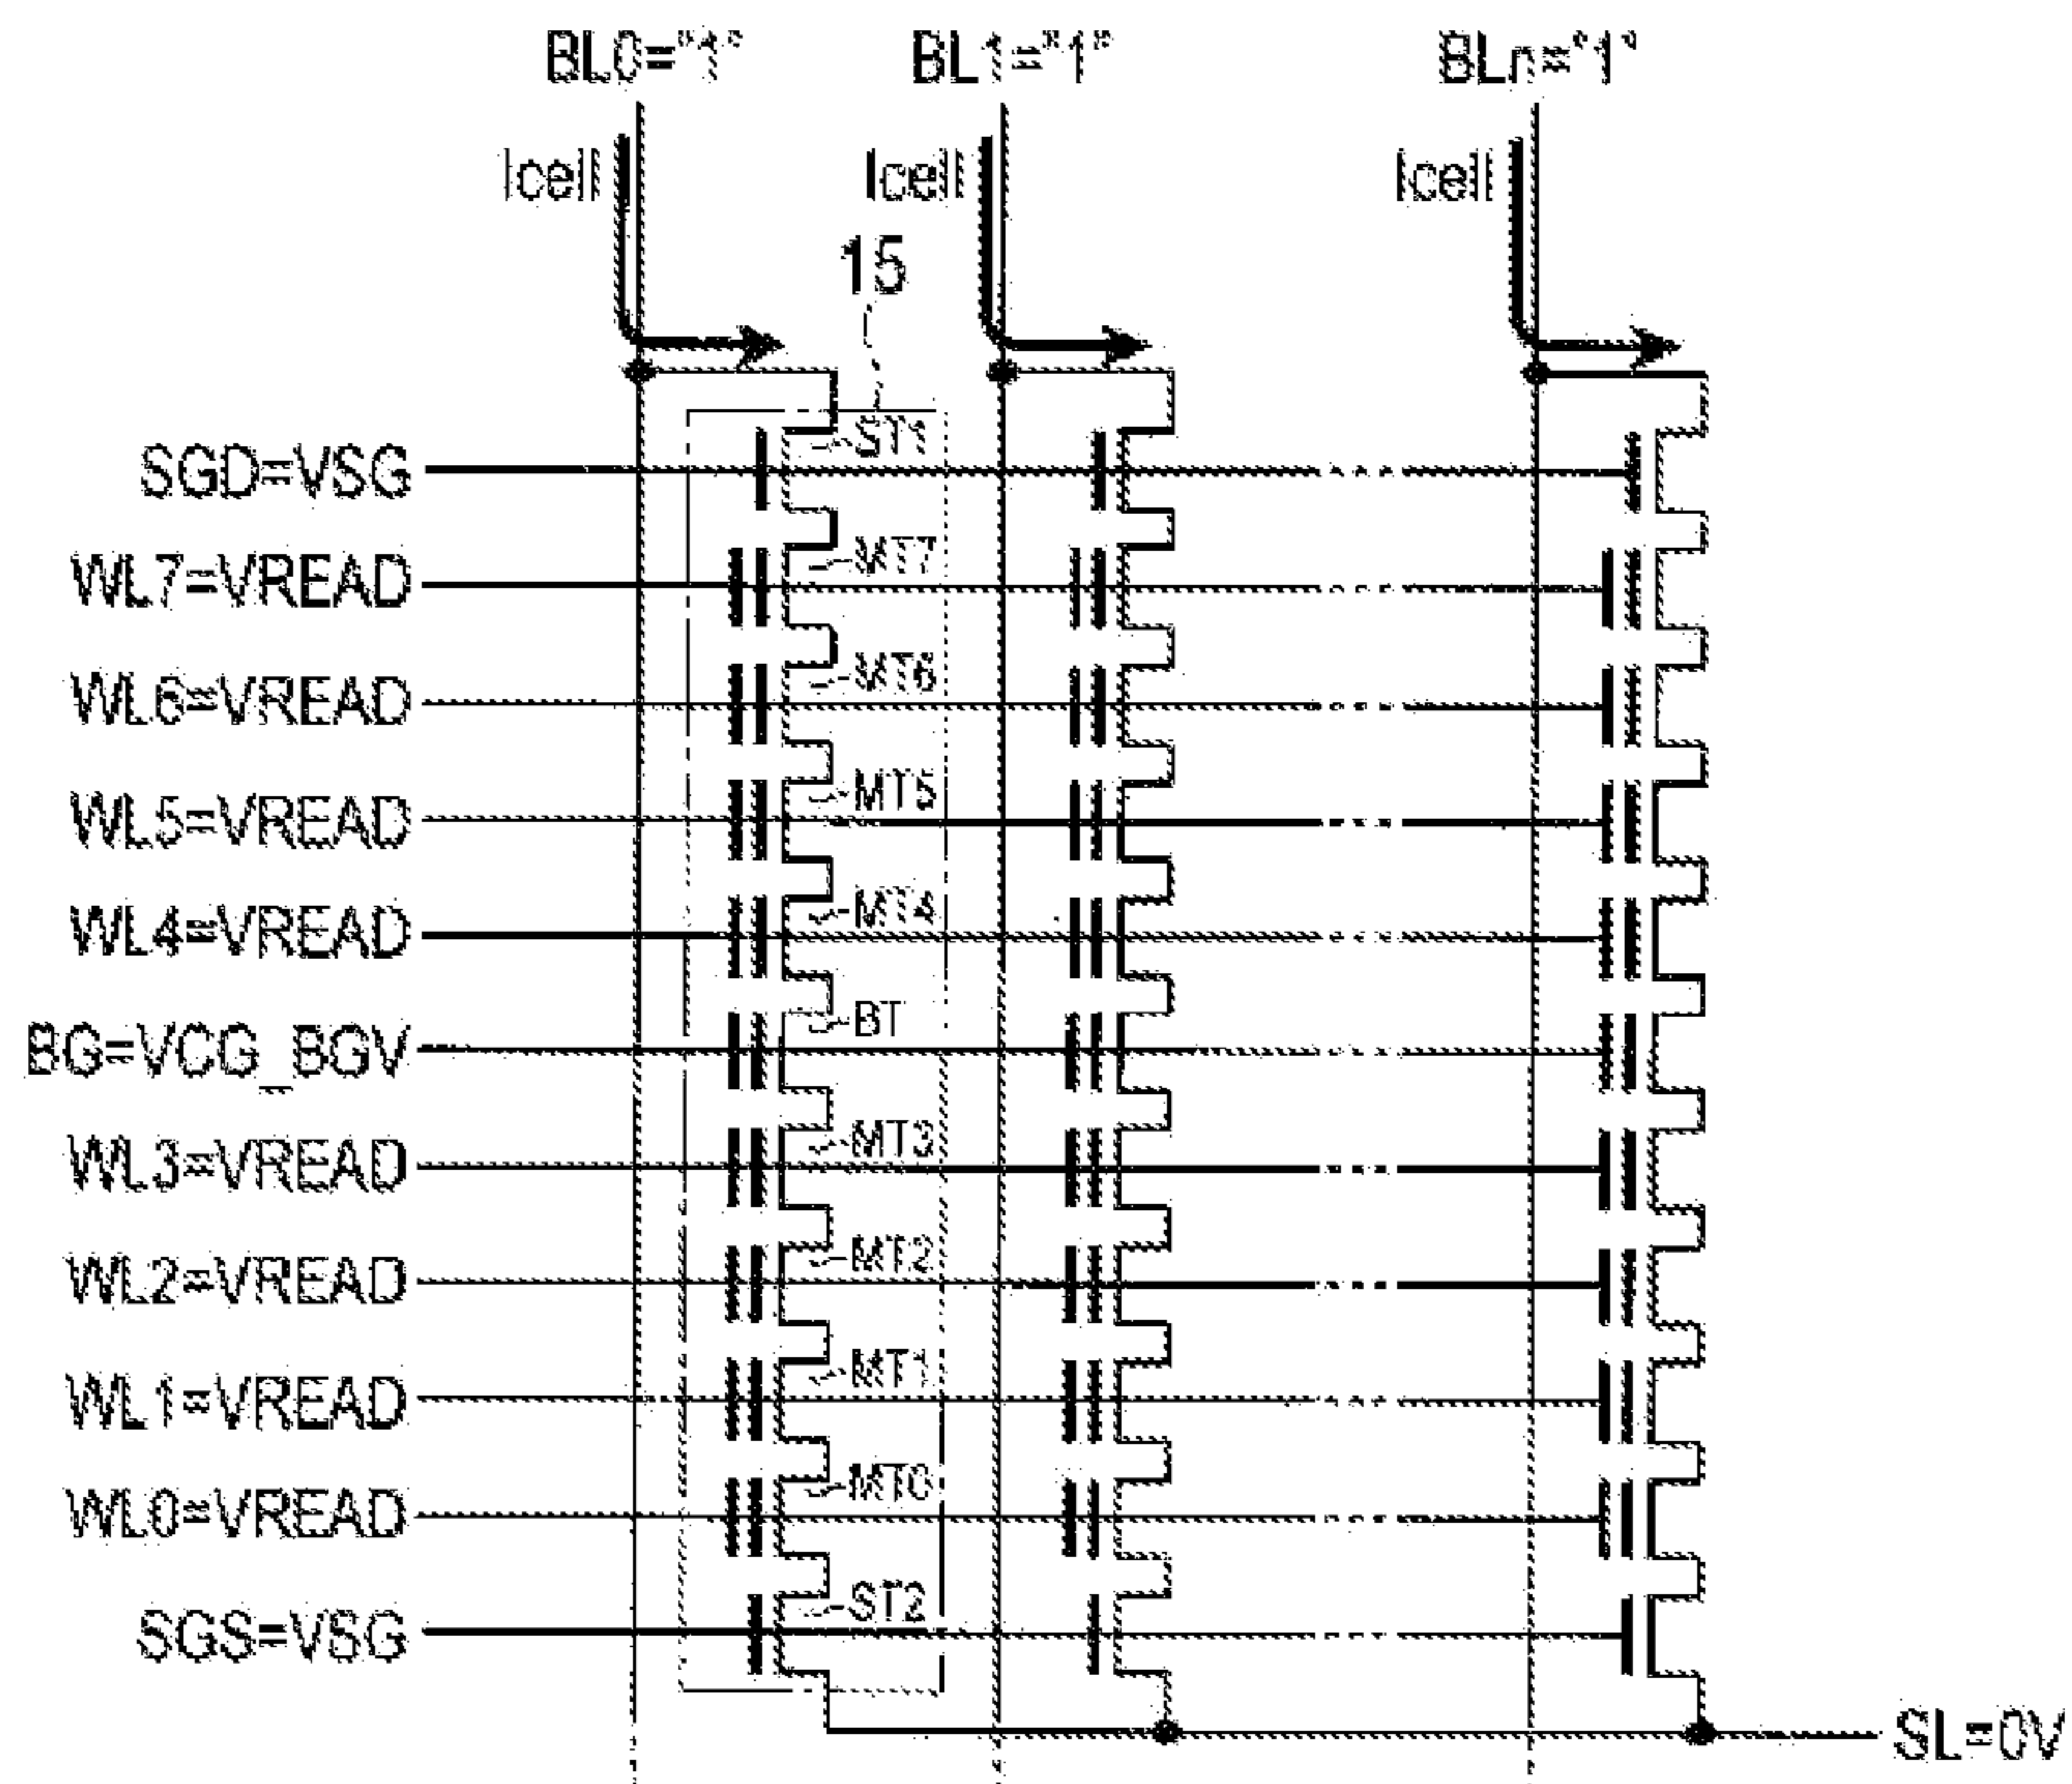 BL0="1" BL1="1" BLn="1"
Icell Icell Icell
15
SGD=VSG ST1
WL7=VREAD MT7
WL6=VREAD MT6
WL5=VREAD MT5
WL4=VREAD MT4
BG=VCG_BGV BT
WL3=VREAD MT3
WL2=VREAD MT2
WL1=VREAD MT1
WL0=VREAD MT0
SGS=VSG ST2
SL=0V